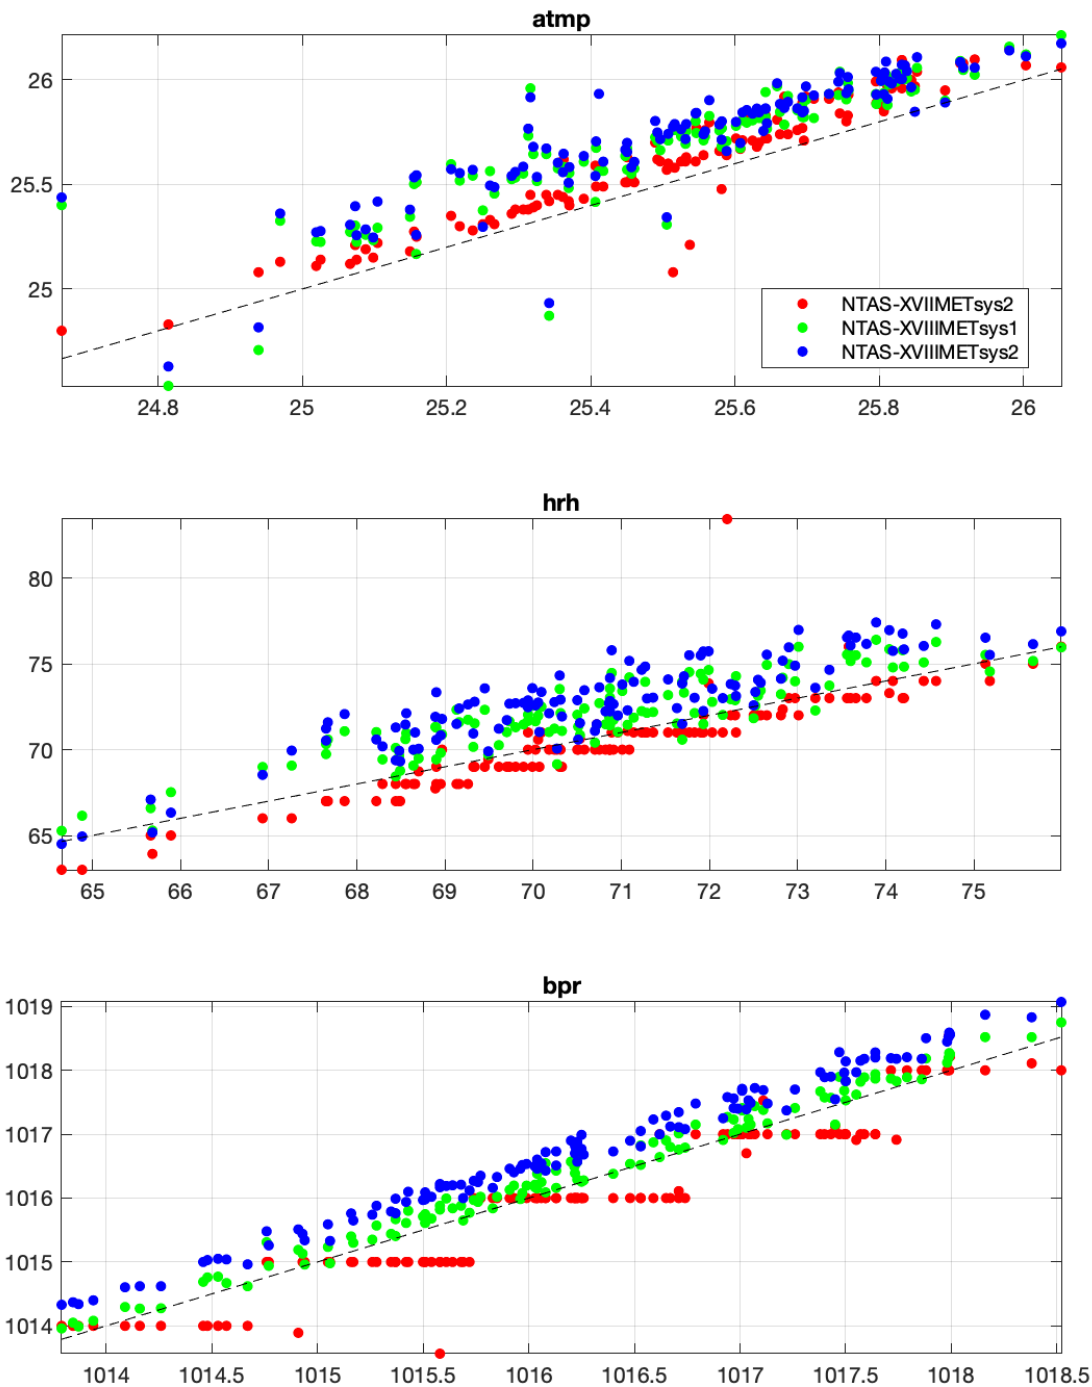 atmp
26
25.5
25
NTAS-XVIIMETsys2
NTAS-XVIIIMETsys1
NTAS-XVIIIMETsys2
24.8 25 25.2 25.4 25.6 25.8 26
hrh
80
75
70
65
65 66 67 68 69 70 71 72 73 74 75
bpr
1019
1018
1017
1016
1015
1014
1014 1014.5 1015 1015.5 1016 1016.5 1017 1017.5 1018 1018.5